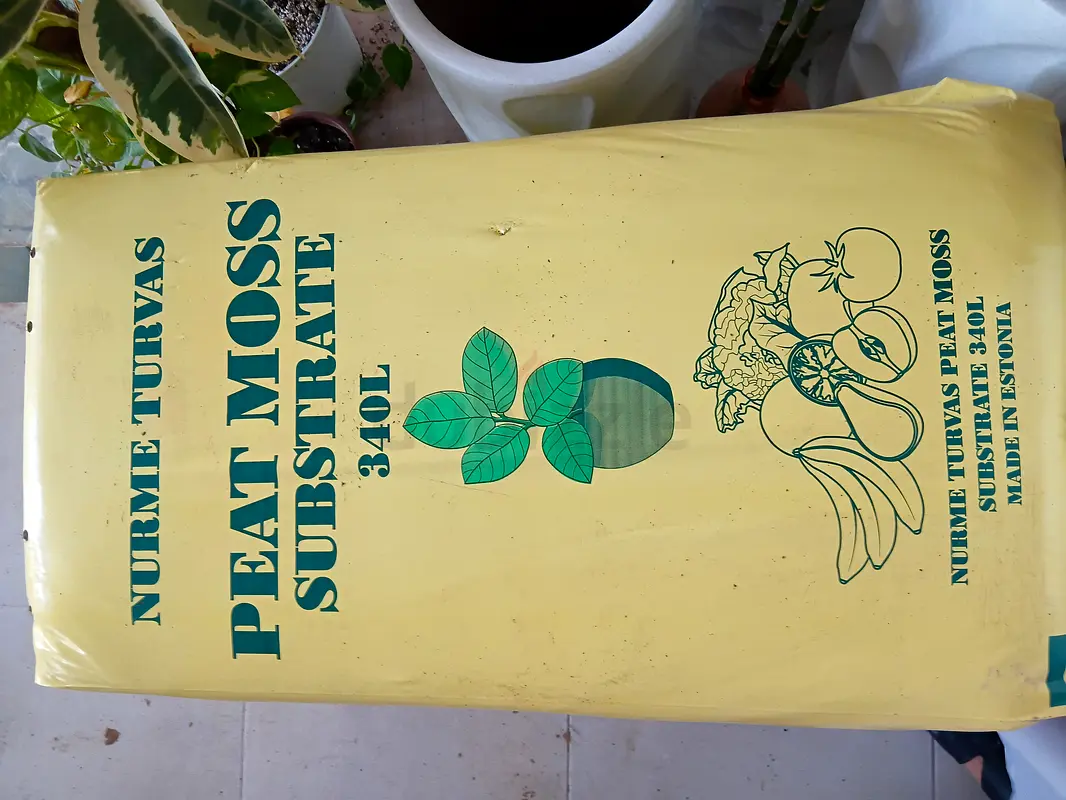 NURME TURVAS
PEAT MOSS
SUBSTRATE
340L
NURME TURVAS PEAT MOSS
SUBSTRATE 340L
MADE IN ESTONIA